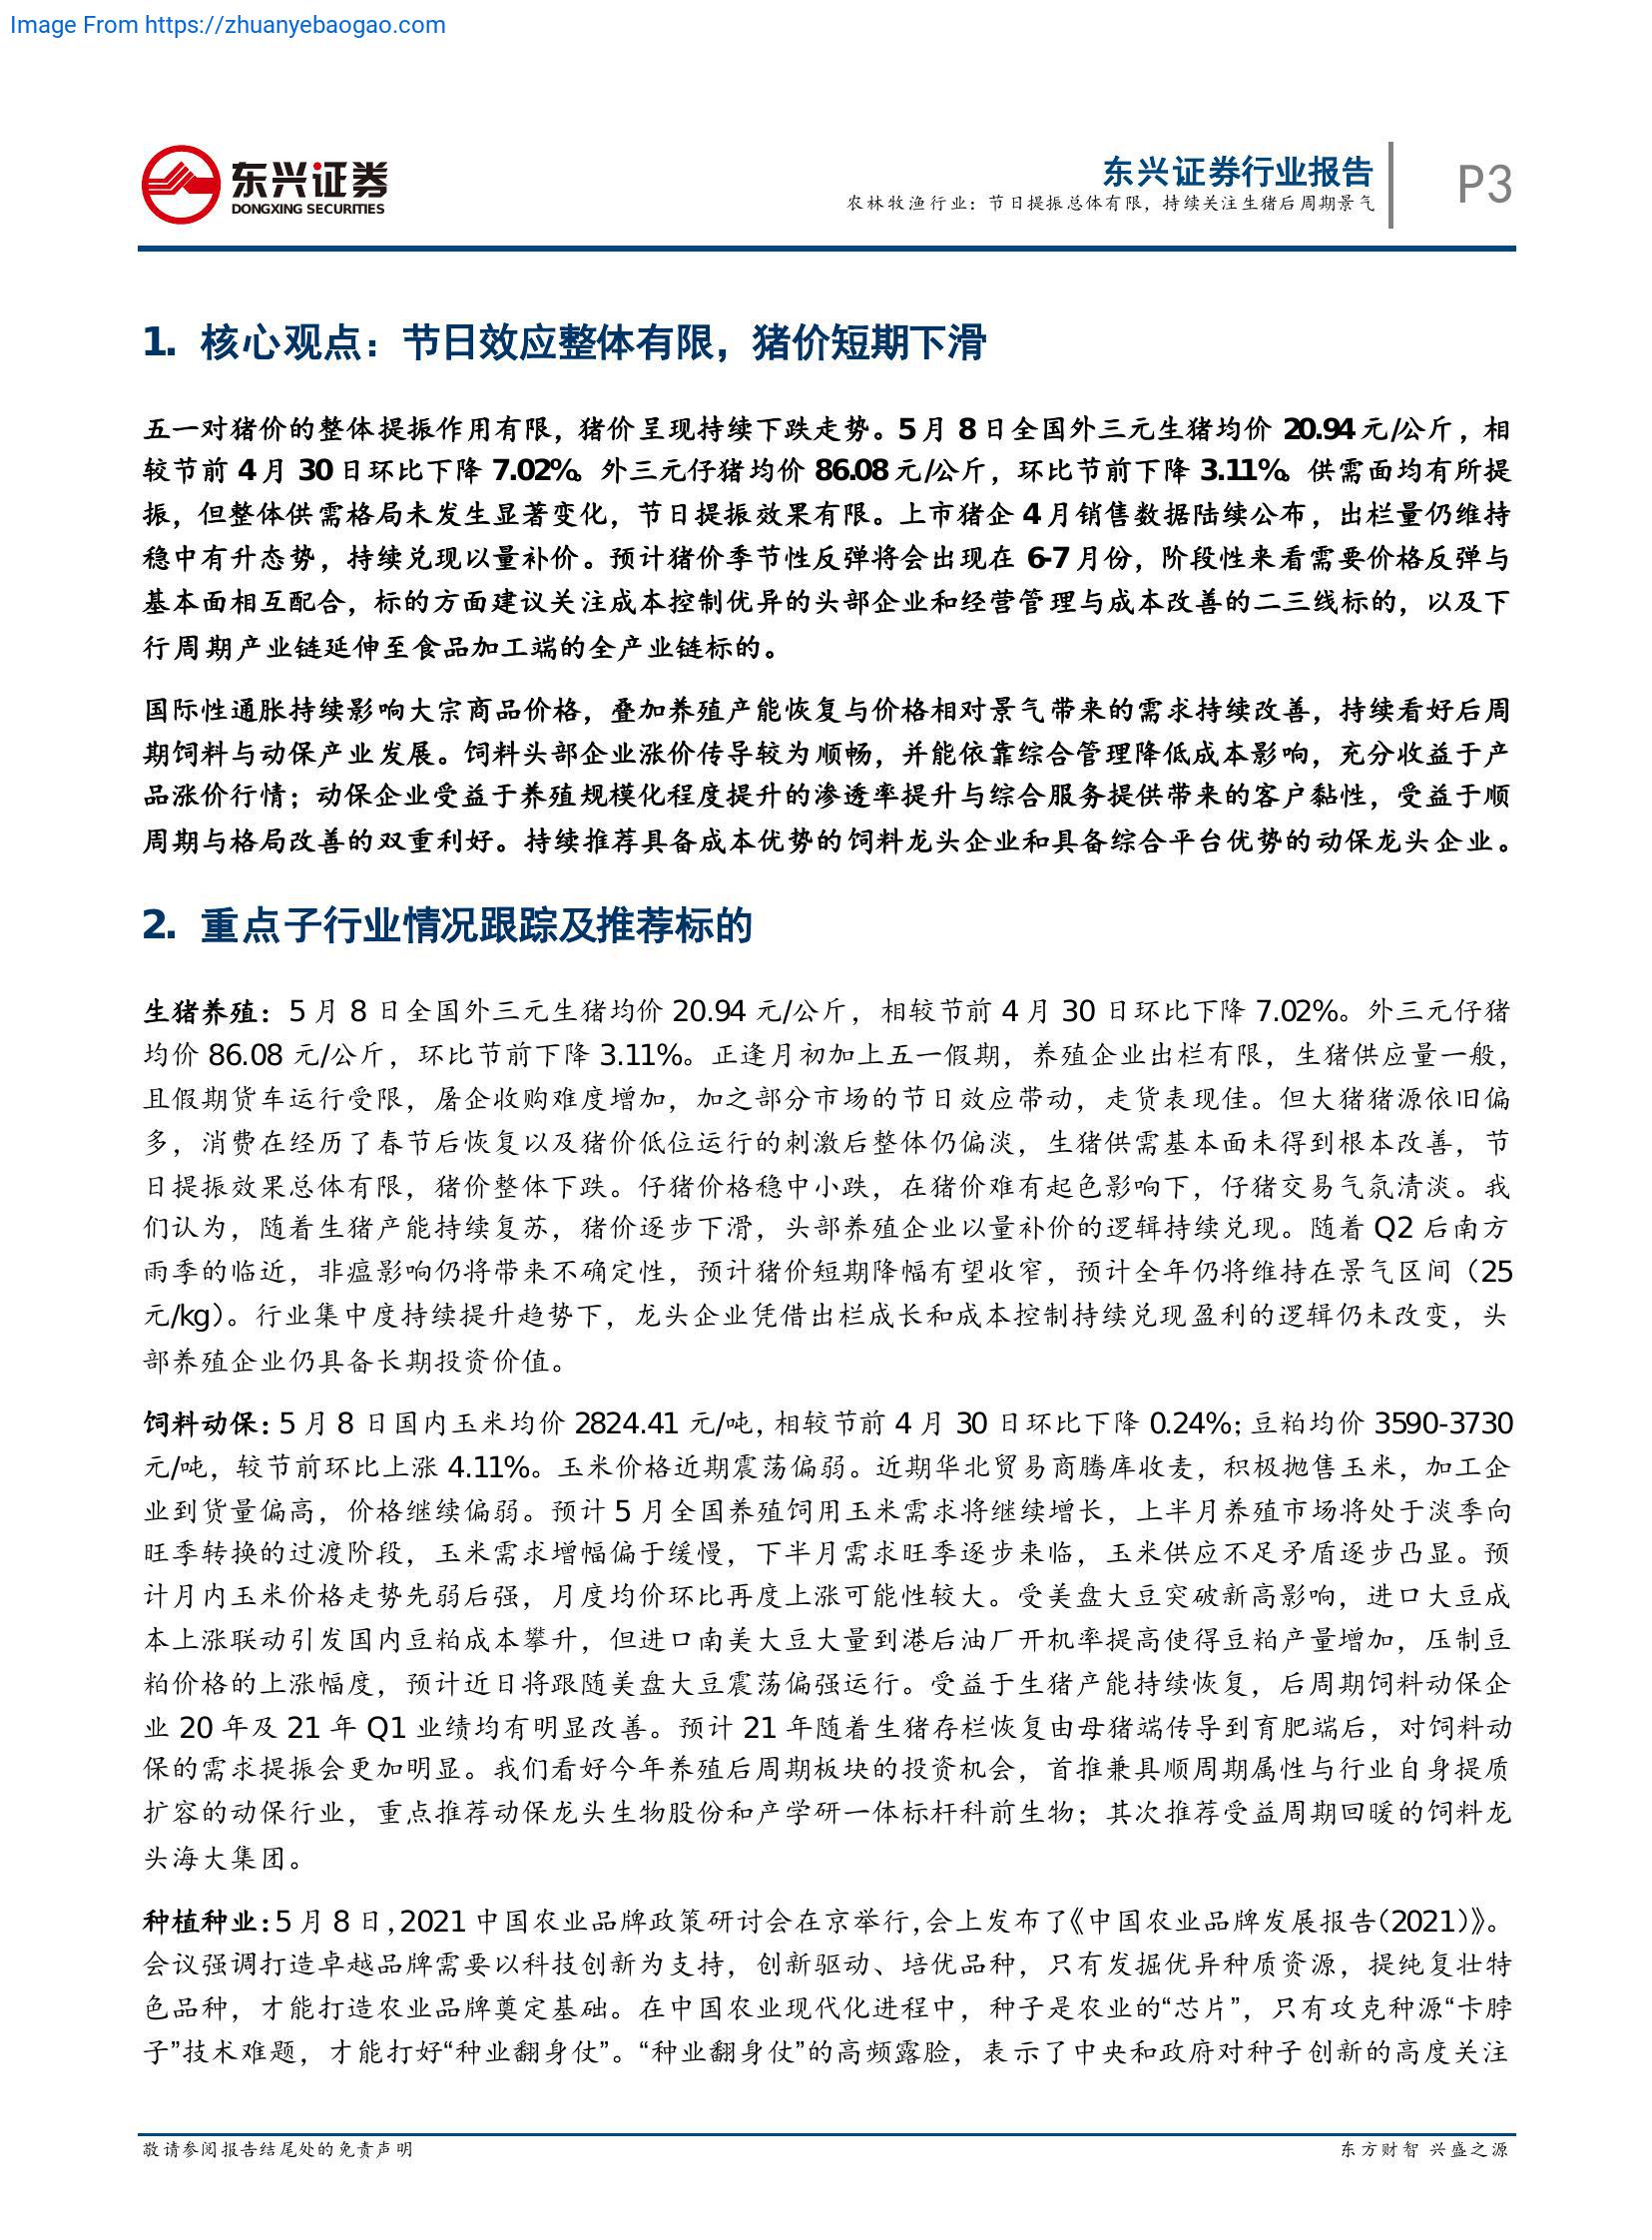 Image From https://zhuanyebaogao.com
东兴证券
DONGXING SECURITIES
东兴证券行业报告
农林牧渔行业：节日提振总体有限，持续关注生猪后周期景气
P3
1. 核心观点：节日效应整体有限，猪价短期下滑
五一对猪价的整体提振作用有限，猪价呈现持续下跌走势。5 月 8 日全国外三元生猪均价 20.94 元/公斤，相
较节前 4 月 30 日环比下降 7.02%。外三元仔猪均价 86.08 元/公斤，环比节前下降 3.11%。供需面均有所提
振，但整体供需格局未发生显著变化，节日提振效果有限。上市猪企 4 月销售数据陆续公布，出栏量仍维持
稳中有升态势，持续兑现以量补价。预计猪价季节性反弹将会出现在 6-7 月份，阶段性来看需要价格反弹与
基本面相互配合，标的方面建议关注成本控制优异的头部企业和经营管理与成本改善的二三线标的，以及下
行周期产业链延伸至食品加工端的全产业链标的。
国际性通胀持续影响大宗商品价格，叠加养殖产能恢复与价格相对景气带来的需求持续改善，持续看好后周
期饲料与动保产业发展。饲料头部企业涨价传导较为顺畅，并能依靠综合管理降低成本影响，充分收益于产
品涨价行情；动保企业受益于养殖规模化程度提升的渗透率提升与综合服务提供带来的客户黏性，受益于顺
周期与格局改善的双重利好。持续推荐具备成本优势的饲料龙头企业和具备综合平台优势的动保龙头企业。
2. 重点子行业情况跟踪及推荐标的
生猪养殖：5 月 8 日全国外三元生猪均价 20.94 元/公斤，相较节前 4 月 30 日环比下降 7.02%。外三元仔猪
均价 86.08 元/公斤，环比节前下降 3.11%。正逢月初加上五一假期，养殖企业出栏有限，生猪供应量一般，
且假期货车运行受限，屠企收购难度增加，加之部分市场的节日效应带动，走货表现佳。但大猪猪源依旧偏
多，消费在经历了春节后恢复以及猪价低位运行的刺激后整体仍偏淡，生猪供需基本面未得到根本改善，节
日提振效果总体有限，猪价整体下跌。仔猪价格稳中小跌，在猪价难有起色影响下，仔猪交易气氛清淡。我
们认为，随着生猪产能持续复苏，猪价逐步下滑，头部养殖企业以量补价的逻辑持续兑现。随着 Q2 后南方
雨季的临近，非瘟影响仍将带来不确定性，预计猪价短期降幅有望收窄，预计全年仍将维持在景气区间（25
元/kg）。行业集中度持续提升趋势下，龙头企业凭借出栏成长和成本控制持续兑现盈利的逻辑仍未改变，头
部养殖企业仍具备长期投资价值。
饲料动保：5 月 8 日国内玉米均价 2824.41 元/吨，相较节前 4 月 30 日环比下降 0.24%；豆粕均价 3590-3730
元/吨，较节前环比上涨 4.11%。玉米价格近期震荡偏弱。近期华北贸易商腾库收麦，积极抛售玉米，加工企
业到货量偏高，价格继续偏弱。预计 5 月全国养殖饲用玉米需求将继续增长，上半月养殖市场将处于淡季向
旺季转换的过渡阶段，玉米需求增幅偏于缓慢，下半月需求旺季逐步来临，玉米供应不足矛盾逐步凸显。预
计月内玉米价格走势先弱后强，月度均价环比再度上涨可能性较大。受美盘大豆突破新高影响，进口大豆成
本上涨联动引发国内豆粕成本攀升，但进口南美大豆大量到港后油厂开机率提高使得豆粕产量增加，压制豆
粕价格的上涨幅度，预计近日将跟随美盘大豆震荡偏强运行。受益于生猪产能持续恢复，后周期饲料动保企
业 20 年及 21 年 Q1 业绩均有明显改善。预计 21 年随着生猪存栏恢复由母猪端传导到育肥端后，对饲料动
保的需求提振会更加明显。我们看好今年养殖后周期板块的投资机会，首推兼具顺周期属性与行业自身提质
扩容的动保行业，重点推荐动保龙头生物股份和产学研一体标杆科前生物；其次推荐受益周期回暖的饲料龙
头海大集团。
种植种业：5 月 8 日，2021 中国农业品牌政策研讨会在京举行，会上发布了《中国农业品牌发展报告（2021）》。
会议强调打造卓越品牌需要以科技创新为支持，创新驱动、培优品种，只有发掘优异种质资源，提纯复壮特
色品种，才能打造农业品牌奠定基础。在中国农业现代化进程中，种子是农业的“芯片”，只有攻克种源“卡脖
子”技术难题，才能打好“种业翻身仗”。“种业翻身仗”的高频露脸，表示了中央和政府对种子创新的高度关注
敬请参阅报告结尾处的免责声明
东方财智 兴盛之源